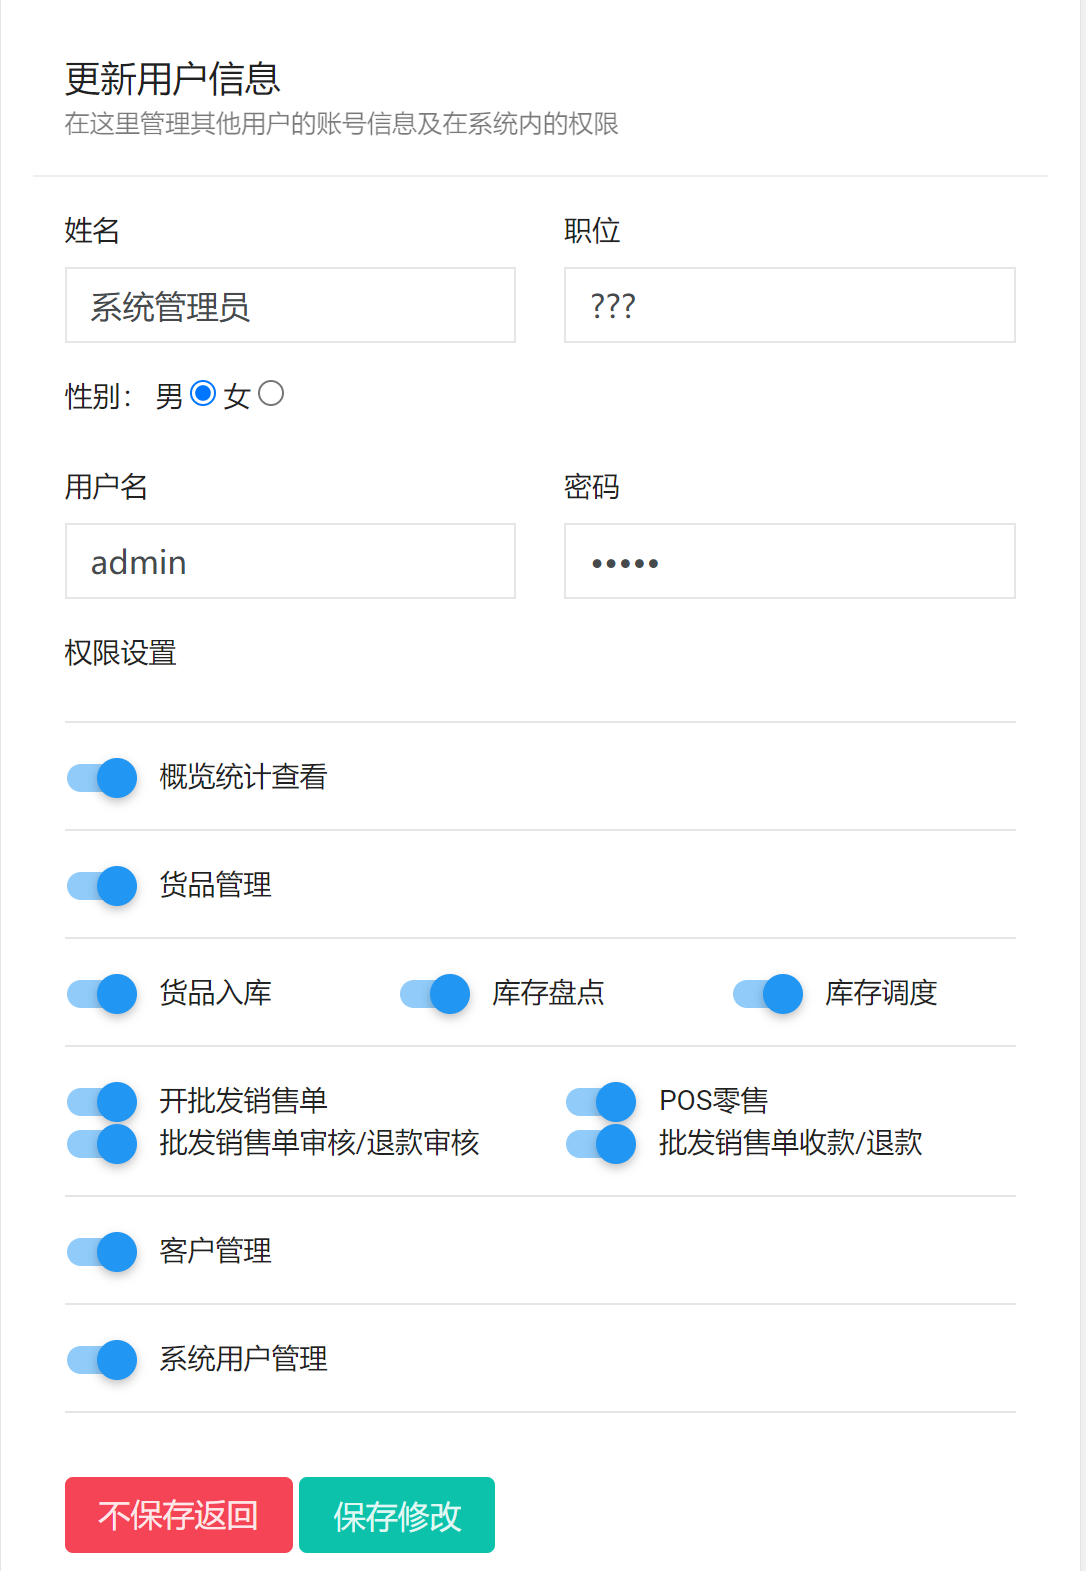 更新用户信息
在这里管理其他用户的账号信息及在系统内的权限
姓名 职位
系统管理员 ???
性别： 男 女
用户名 密码
admin •••••
权限设置
概览统计查看
货品管理
货品入库 库存盘点 库存调度
开批发销售单 POS零售
批发销售单审核/退款审核 批发销售单收款/退款
客户管理
系统用户管理
不保存返回 保存修改